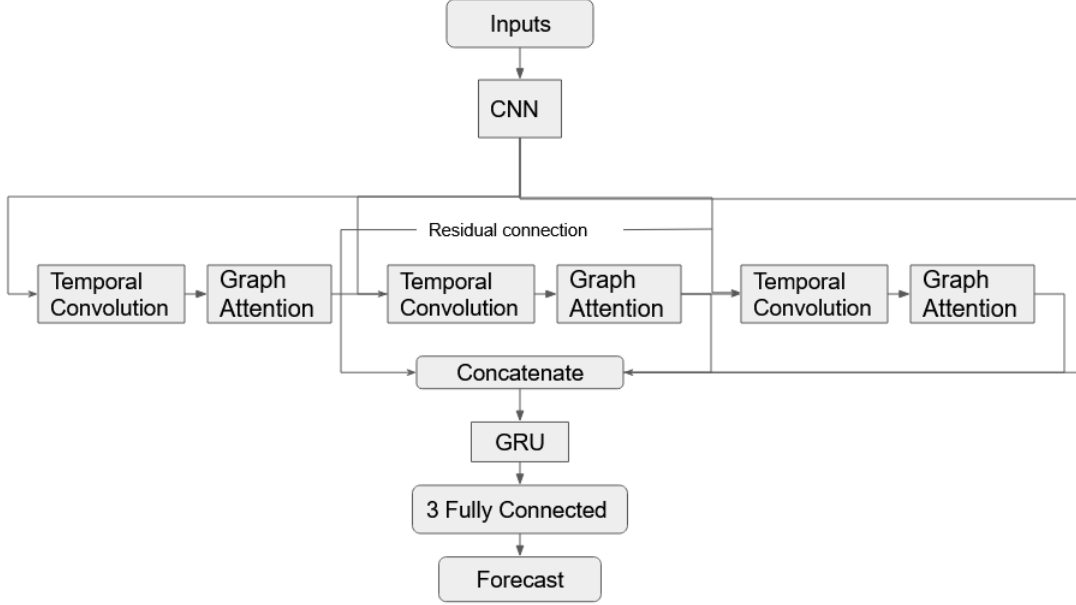 Inputs
CNN
Residual connection
Temporal
Convolution
Graph
Attention
Temporal
Convolution
Graph
Attention
Temporal
Convolution
Graph
Attention
Concatenate
GRU
3 Fully Connected
Forecast